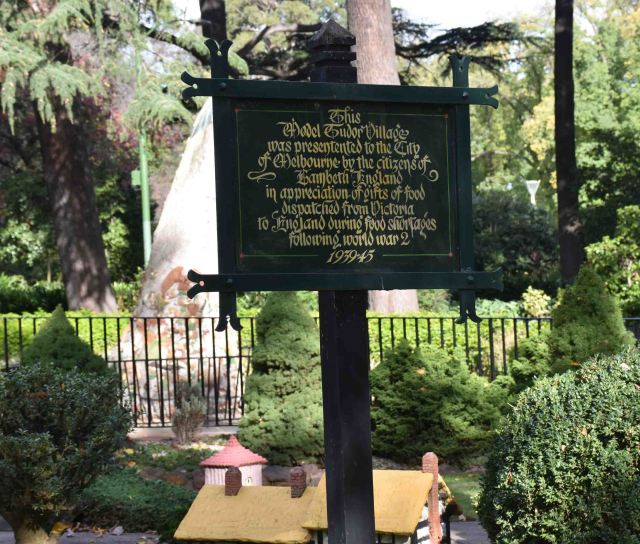 This
Model Tudor Village
was presentented to the City
of Melbourne by the citizens of
Lambeth England
in appreciation of gifts of food
dispatched from Victoria
to England during food shortages
following world war 2
1939-45